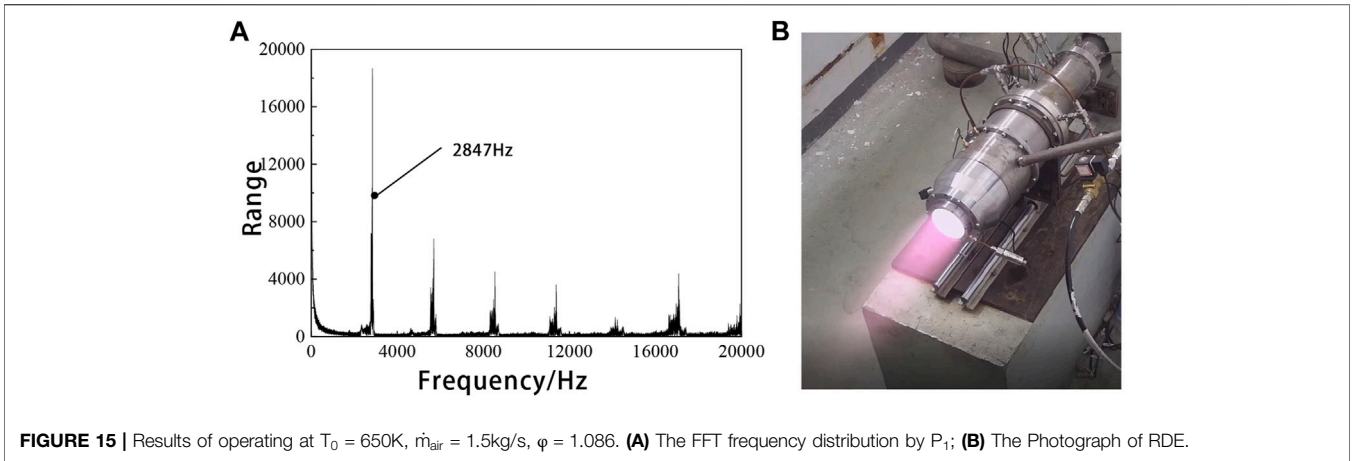 A
B
20000
16000
12000
8000
4000
0
Range
2847Hz
0 4000 8000 12000 16000 20000
Frequency/Hz
FIGURE 15 | Results of operating at T₀ = 650K, ṁair = 1.5kg/s, φ = 1.086. (A) The FFT frequency distribution by P₁; (B) The Photograph of RDE.